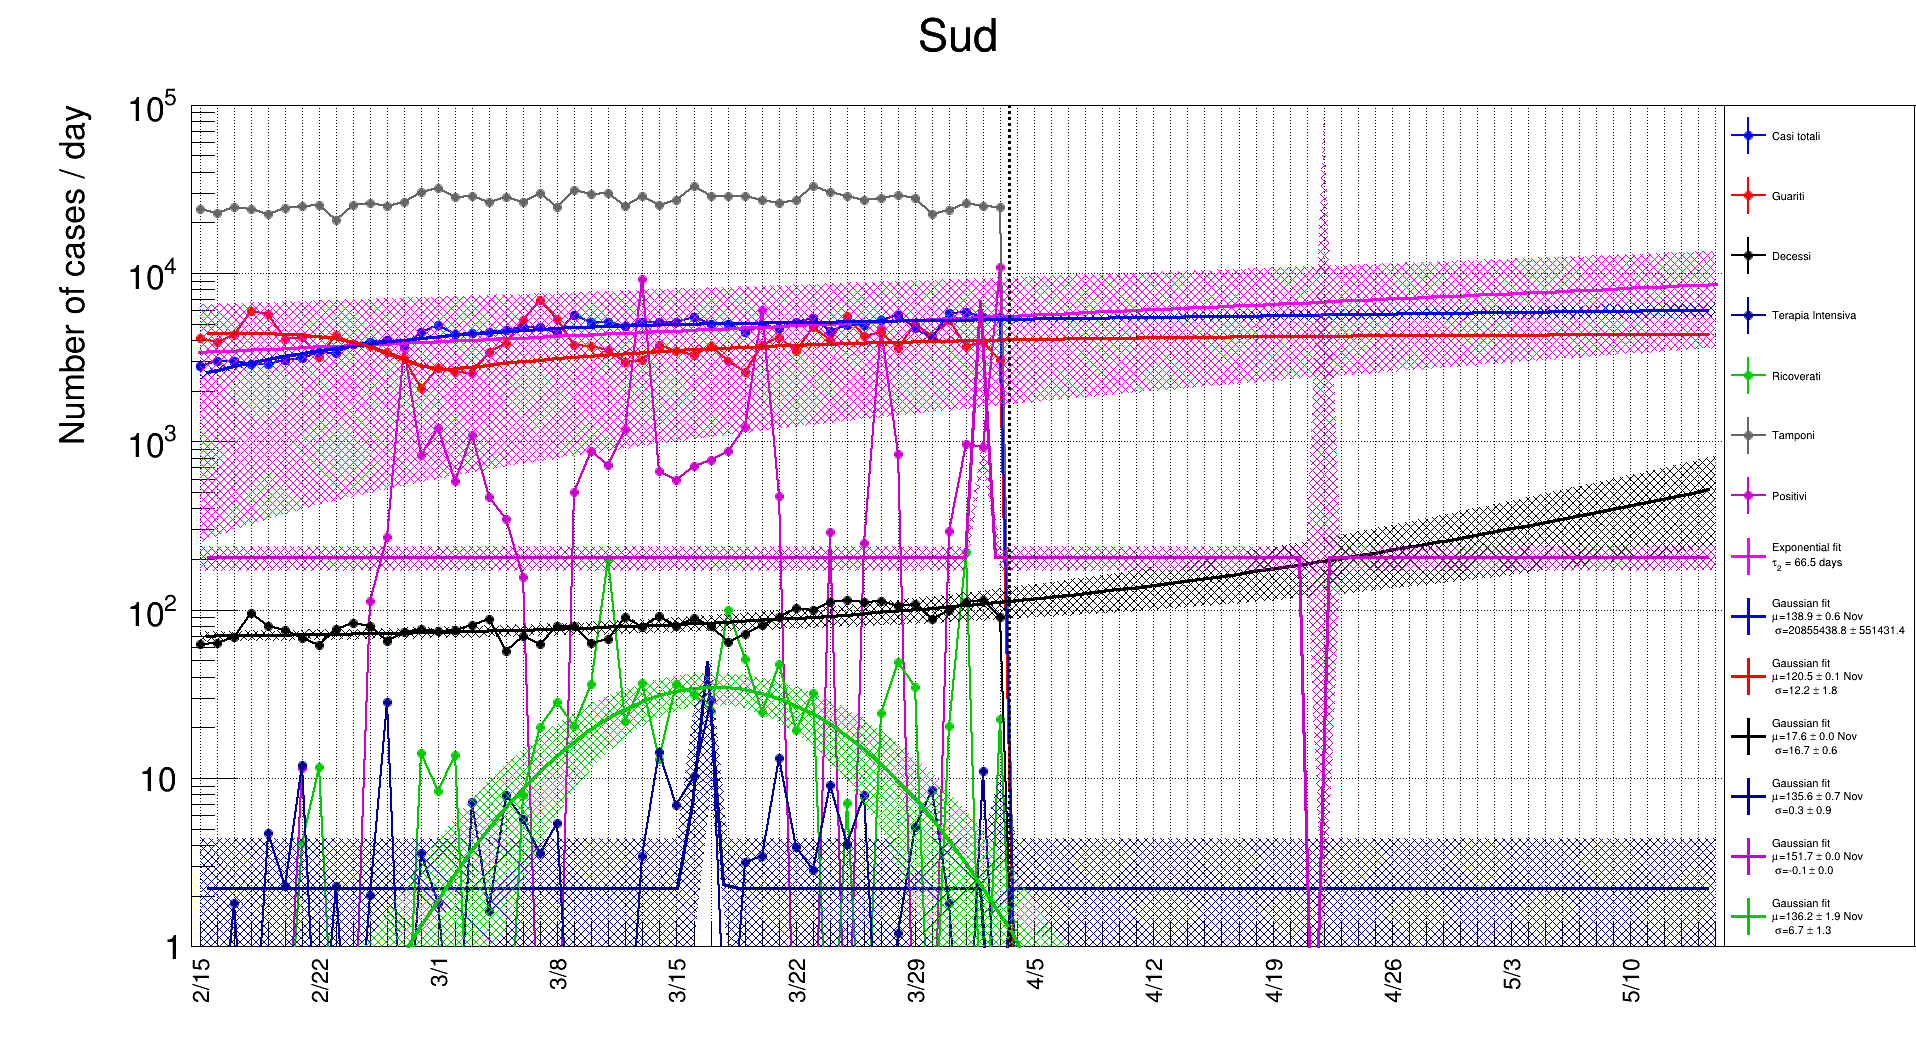 Sud
Number of cases / day
10^5
10^4
10^3
10^2
10
1
2/15
2/22
3/1
3/8
3/15
3/22
3/29
4/5
4/12
4/19
4/26
5/3
5/10
Casi totali
Guariti
Decessi
Terapia Intensiva
Ricoverati
Tamponi
Positivi
Exponential fit
τ_2 = 66.5 days
Gaussian fit
μ=138.9 ± 0.6 Nov
σ=20855438.8 ± 551431.4
Gaussian fit
μ=120.5 ± 0.1 Nov
σ=12.2 ± 1.8
Gaussian fit
μ=17.6 ± 0.0 Nov
σ=16.7 ± 0.6
Gaussian fit
μ=135.6 ± 0.7 Nov
σ=0.3 ± 0.9
Gaussian fit
μ=151.7 ± 0.0 Nov
σ=-0.1 ± 0.0
Gaussian fit
μ=136.2 ± 1.9 Nov
σ=6.7 ± 1.3